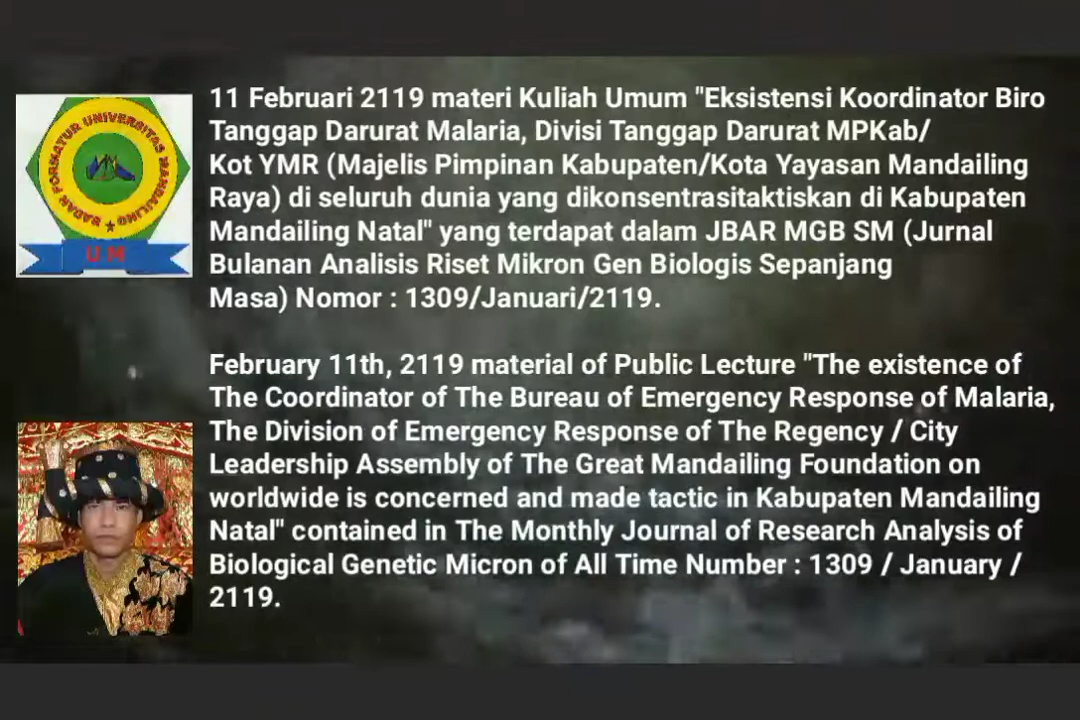 BADAN FORMATUR UNIVERSITAS MANDAILING
U M
11 Februari 2119 materi Kuliah Umum "Eksistensi Koordinator Biro
Tanggap Darurat Malaria, Divisi Tanggap Darurat MPKab/
Kot YMR (Majelis Pimpinan Kabupaten/Kota Yayasan Mandailing
Raya) di seluruh dunia yang dikonsentrasitaktiskan di Kabupaten
Mandailing Natal" yang terdapat dalam JBAR MGB SM (Jurnal
Bulanan Analisis Riset Mikron Gen Biologis Sepanjang
Masa) Nomor : 1309/Januari/2119.
February 11th, 2119 material of Public Lecture "The existence of
The Coordinator of The Bureau of Emergency Response of Malaria,
The Division of Emergency Response of The Regency / City
Leadership Assembly of The Great Mandailing Foundation on
worldwide is concerned and made tactic in Kabupaten Mandailing
Natal" contained in The Monthly Journal of Research Analysis of
Biological Genetic Micron of All Time Number : 1309 / January /
2119.